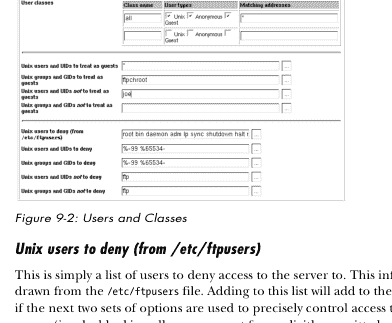 User classes
Class name User types Matching addresses
all Unix Anonymous Guest *
Unix Anonymous Guest
Unix users and UIDs to treat as guests *
Unix groups and GIDs to treat as guests ftpchroot
Unix users and UIDs not to treat as guests joe
Unix groups and GIDs not to treat as guests
Unix users to deny (from /etc/ftpusers) root bin daemon adm lp sync shutdown halt
Unix users and UIDs to deny %-99 %65534-
Unix groups and GIDs to deny %-99 %65534-
Unix users and UIDs not to deny ftp
Unix groups and GIDs not to deny ftp
Figure 9-2: Users and Classes
Unix users to deny (from /etc/ftpusers)
This is simply a list of users to deny access to the server to. This inf
drawn from the /etc/ftpusers file. Adding to this list will add to the
if the next two sets of options are used to precisely control access t